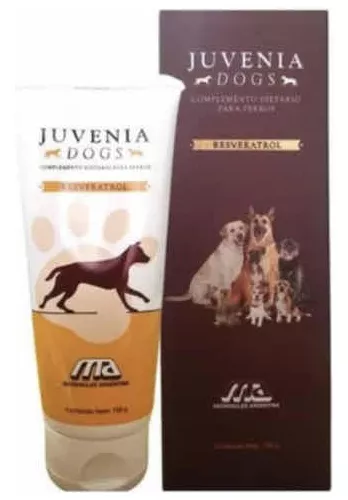 JUVENIA
DOGS
COMPLEMENTO DIETARIO PARA PERROS
RESVERATROL
JUVENIA
DOGS
COMPLEMENTO DIETARIO
PARA PERROS
RESVERATROL